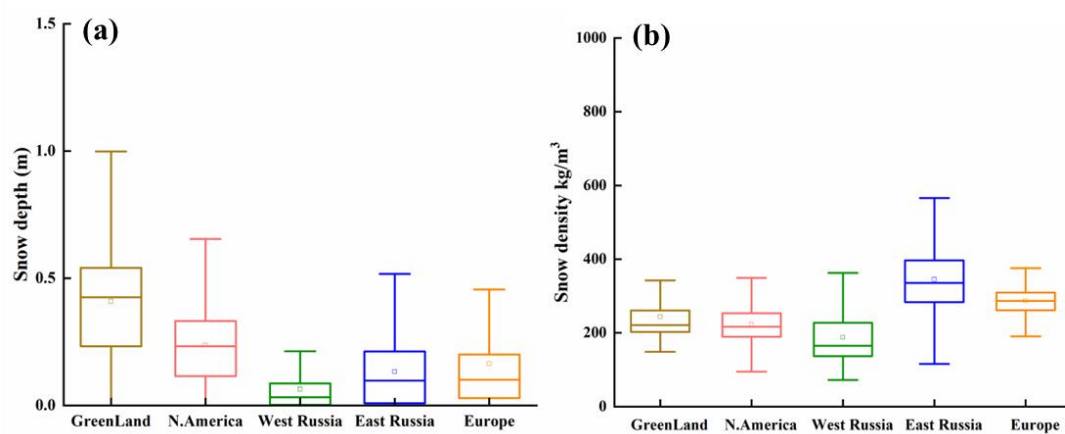 (a)
Snow depth (m)
1.5
1.0
0.5
0.0
GreenLand N.America West Russia East Russia Europe
(b)
Snow density kg/m³
1000
800
600
400
200
0
GreenLand N.America West Russia East Russia Europe